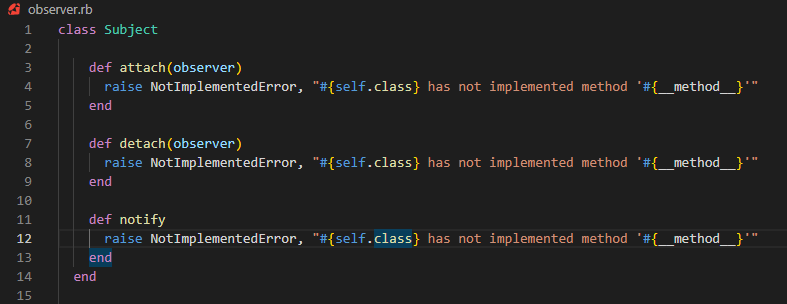 observer.rb
1 class Subject
2
3 def attach(observer)
4 raise NotImplementedError, "#{self.class} has not implemented method '#{__method__}'"
5 end
6
7 def detach(observer)
8 raise NotImplementedError, "#{self.class} has not implemented method '#{__method__}'"
9 end
10
11 def notify
12 raise NotImplementedError, "#{self.class} has not implemented method '#{__method__}'"
13 end
14 end
15